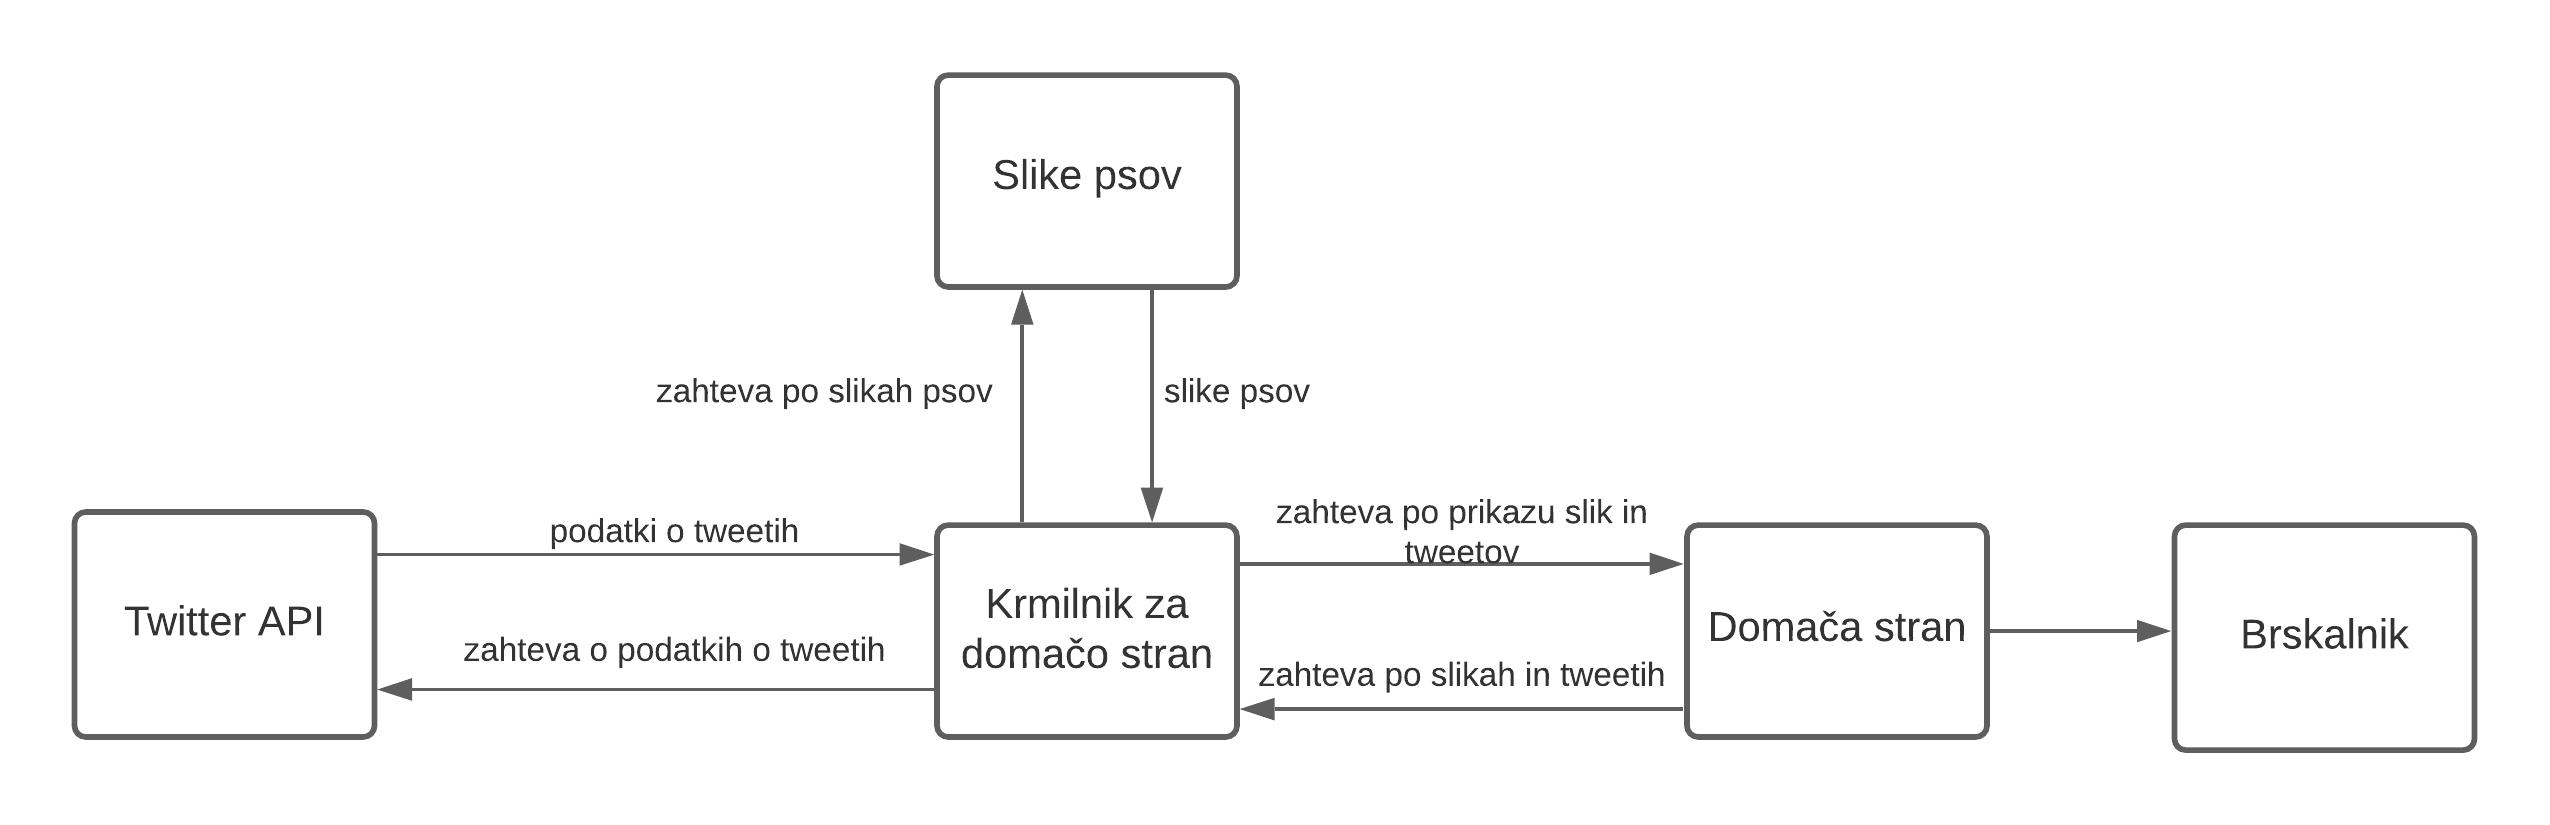 Slike psov
zahteva po slikah psov
slike psov
podatki o tweetih
zahteva po prikazu slik in
tweetov
Twitter API
Krmilnik za
domačo stran
Domača stran
Brskalnik
zahteva o podatkih o tweetih
zahteva po slikah in tweetih